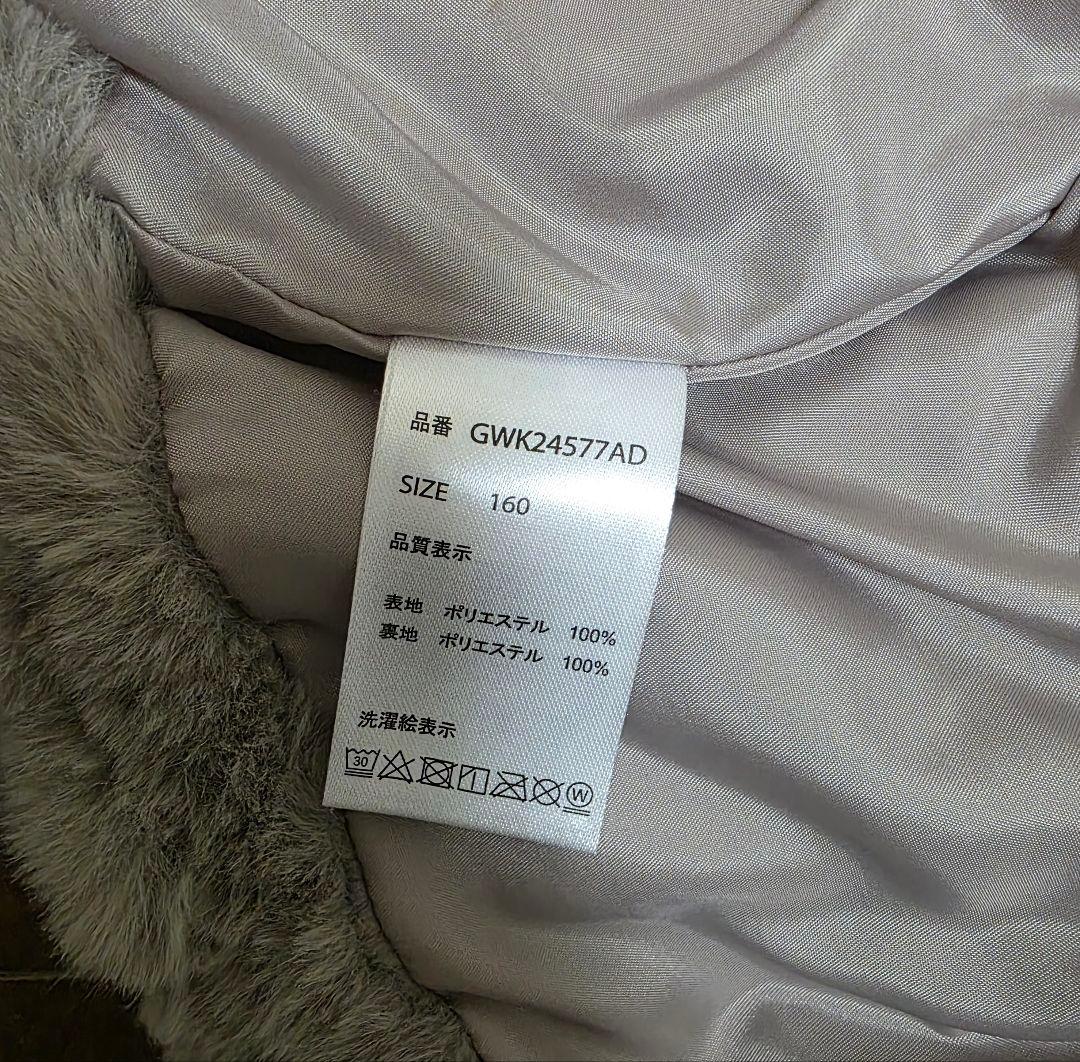 品番 GWK24577AD
SIZE 160
品質表示
表地 ポリエステル 100%
裏地 ポリエステル 100%
洗濯絵表示
30 W